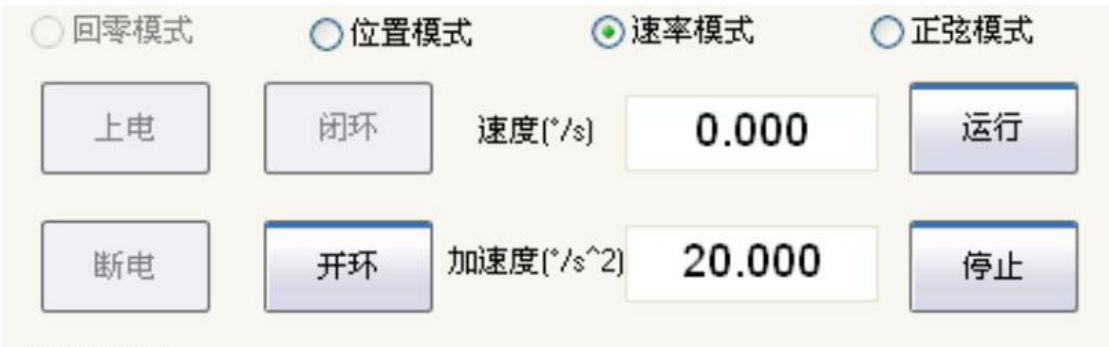 回零模式 位置模式 速率模式 正弦模式
上电 闭环 速度(°/s) 0.000 运行
断电 开环 加速度(°/s^2) 20.000 停止